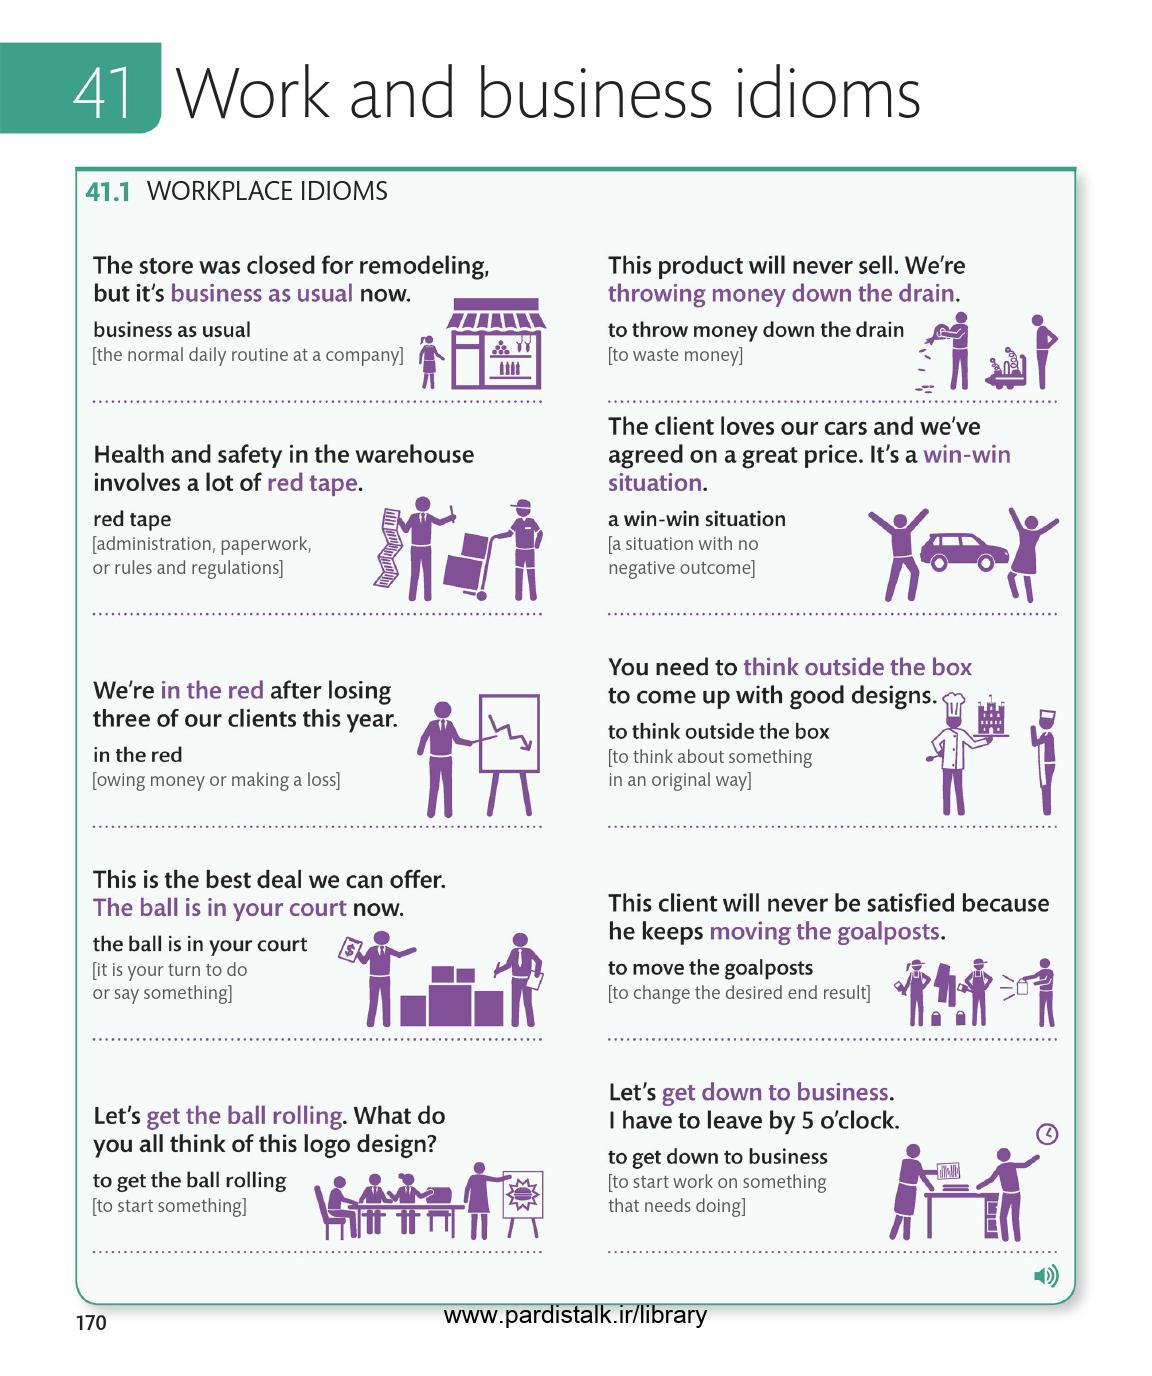 41 Work and business idioms
41.1 WORKPLACE IDIOMS
The store was closed for remodeling,
but it's business as usual now.
business as usual
[the normal daily routine at a company]
Health and safety in the warehouse
involves a lot of red tape.
red tape
[administration, paperwork,
or rules and regulations]
We're in the red after losing
three of our clients this year.
in the red
[owing money or making a loss]
This is the best deal we can offer.
The ball is in your court now.
the ball is in your court
[it is your turn to do
or say something]
$
Let's get the ball rolling. What do
you all think of this logo design?
to get the ball rolling
[to start something]
This product will never sell. We're
throwing money down the drain.
to throw money down the drain
[to waste money]
The client loves our cars and we've
agreed on a great price. It's a win-win
situation.
a win-win situation
[a situation with no
negative outcome]
You need to think outside the box
to come up with good designs.
to think outside the box
[to think about something
in an original way]
This client will never be satisfied because
he keeps moving the goalposts.
to move the goalposts
[to change the desired end result]
Let's get down to business.
I have to leave by 5 o'clock.
to get down to business
[to start work on something
that needs doing]
170
www.pardistalk.ir/library